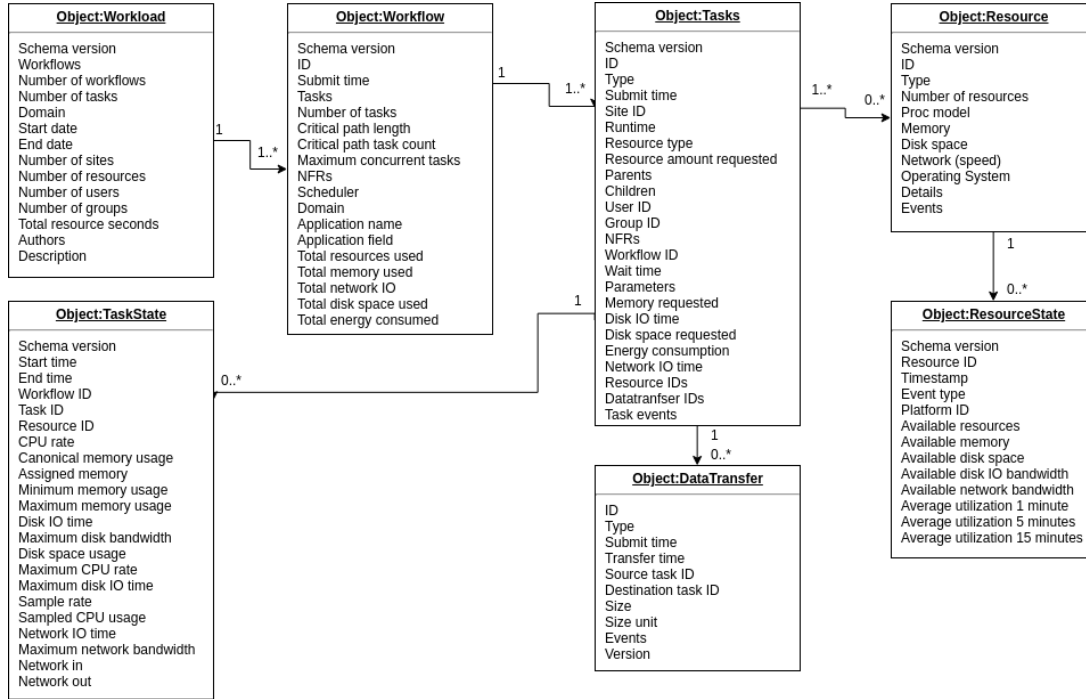 Object:Workload
Schema version
Workflows
Number of workflows
Number of tasks
Domain
Start date
End date
Number of sites
Number of resources
Number of users
Number of groups
Total resource seconds
Authors
Description
1
1..*
Object:Workflow
Schema version
ID
Submit time
Tasks
Number of tasks
Critical path length
Critical path task count
Maximum concurrent tasks
NFRs
Scheduler
Domain
Application name
Application field
Total resources used
Total memory used
Total network IO
Total disk space used
Total energy consumed
1
1..*
Object:Tasks
Schema version
ID
Type
Submit time
Site ID
Runtime
Resource type
Resource amount requested
Parents
Children
User ID
Group ID
NFRs
Workflow ID
Wait time
Parameters
Memory requested
Disk IO time
Disk space requested
Energy consumption
Network IO time
Resource IDs
Datatranfser IDs
Task events
1..*
0..*
Object:Resource
Schema version
ID
Type
Number of resources
Proc model
Memory
Disk space
Network (speed)
Operating System
Details
Events
1
0..*
Object:TaskState
Schema version
Start time
End time
Workflow ID
Task ID
Resource ID
CPU rate
Canonical memory usage
Assigned memory
Minimum memory usage
Maximum memory usage
Disk IO time
Maximum disk bandwidth
Disk space usage
Maximum CPU rate
Maximum disk IO time
Sample rate
Sampled CPU usage
Network IO time
Maximum network bandwidth
Network in
Network out
1
0..*
1
0..*
Object:DataTransfer
ID
Type
Submit time
Transfer time
Source task ID
Destination task ID
Size
Size unit
Events
Version
Object:ResourceState
Schema version
Resource ID
Timestamp
Event type
Platform ID
Available resources
Available memory
Available disk space
Available disk IO bandwidth
Available network bandwidth
Average utilization 1 minute
Average utilization 5 minutes
Average utilization 15 minutes